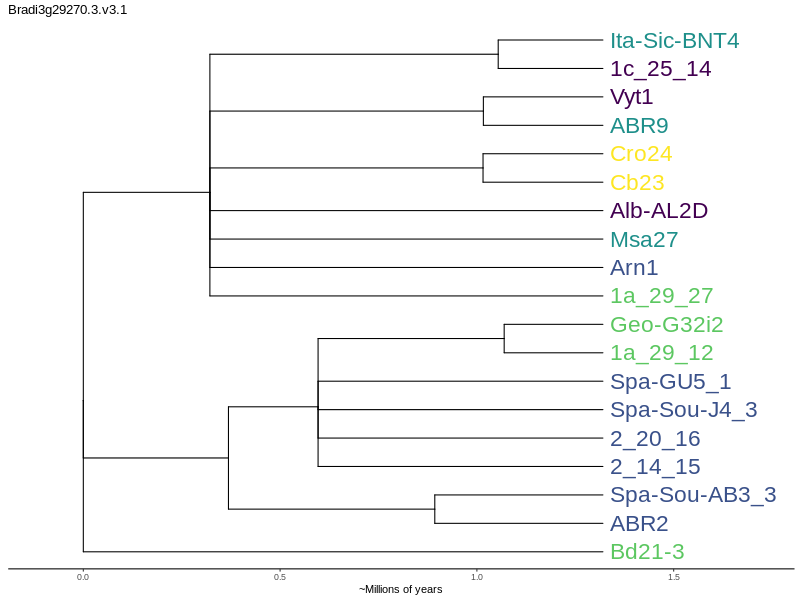 Bradi3g29270.3.v3.1
Ita-Sic-BNT4
1c_25_14
Vyt1
ABR9
Cro24
Cb23
Alb-AL2D
Msa27
Arn1
1a_29_27
Geo-G32i2
1a_29_12
Spa-GU5_1
Spa-Sou-J4_3
2_20_16
2_14_15
Spa-Sou-AB3_3
ABR2
Bd21-3
0.0 0.5 1.0 1.5
~Millions of years